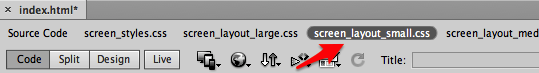 index.html*
Source Code screen_styles.css screen_layout_large.css screen_layout_small.css screen_layout_med
Code Split Design Live Title: